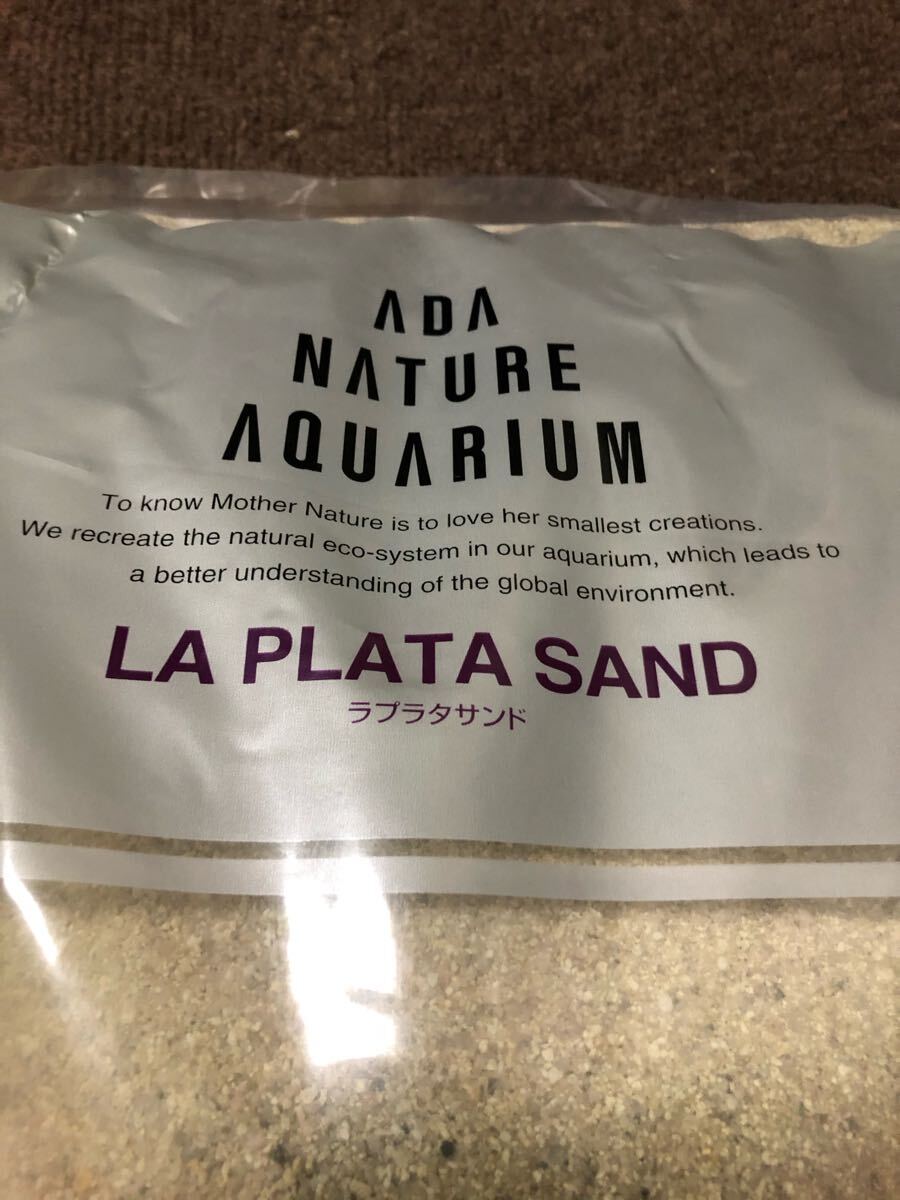 ADA
NATURE
AQUARIUM
To know Mother Nature is to love her smallest creations.
We recreate the natural eco-system in our aquarium, which leads to
a better understanding of the global environment.
LA PLATA SAND
ラプラタサンド